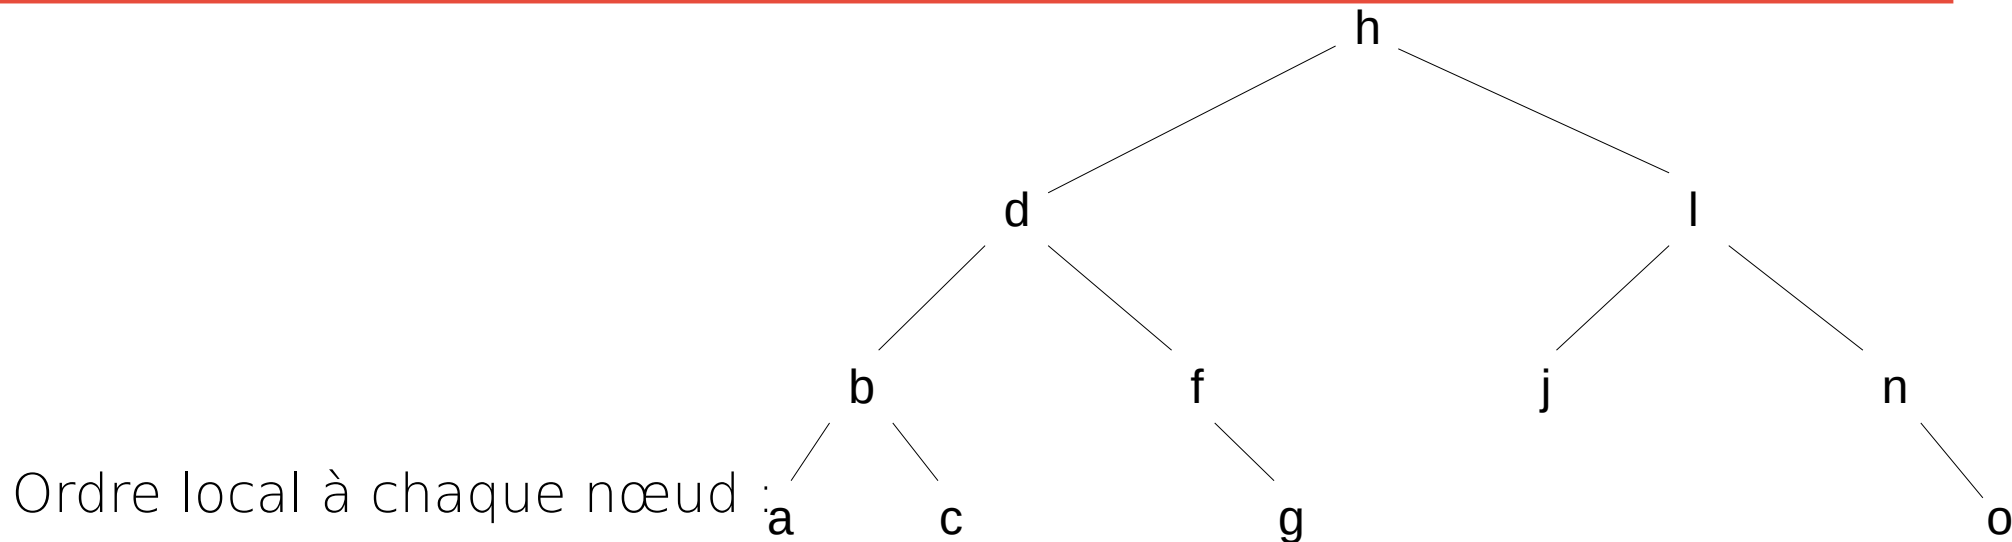 h
d l
b f j n
Ordre local à chaque nœud :
a c g o